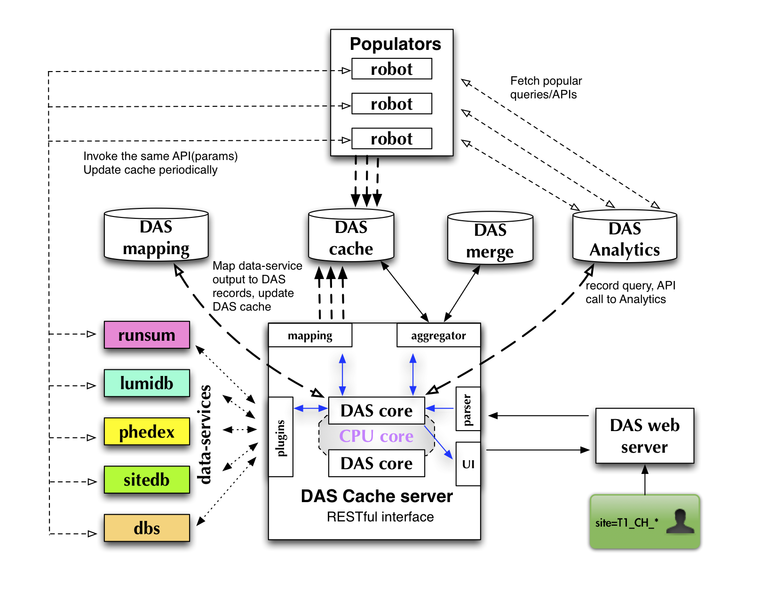 Populators
robot
robot
robot
Fetch popular
queries/APIs
Invoke the same API(params)
Update cache periodically
DAS
mapping
DAS
cache
DAS
merge
DAS
Analytics
Map data-service
output to DAS
records, update
DAS cache
record query, API
call to Analytics
mapping
aggregator
runsum
lumidb
phedex
sitedb
dbs
data-services
plugins
DAS core
CPU core
DAS core
parser
UI
DAS Cache server
RESTful interface
DAS web
server
site=T1_CH_*